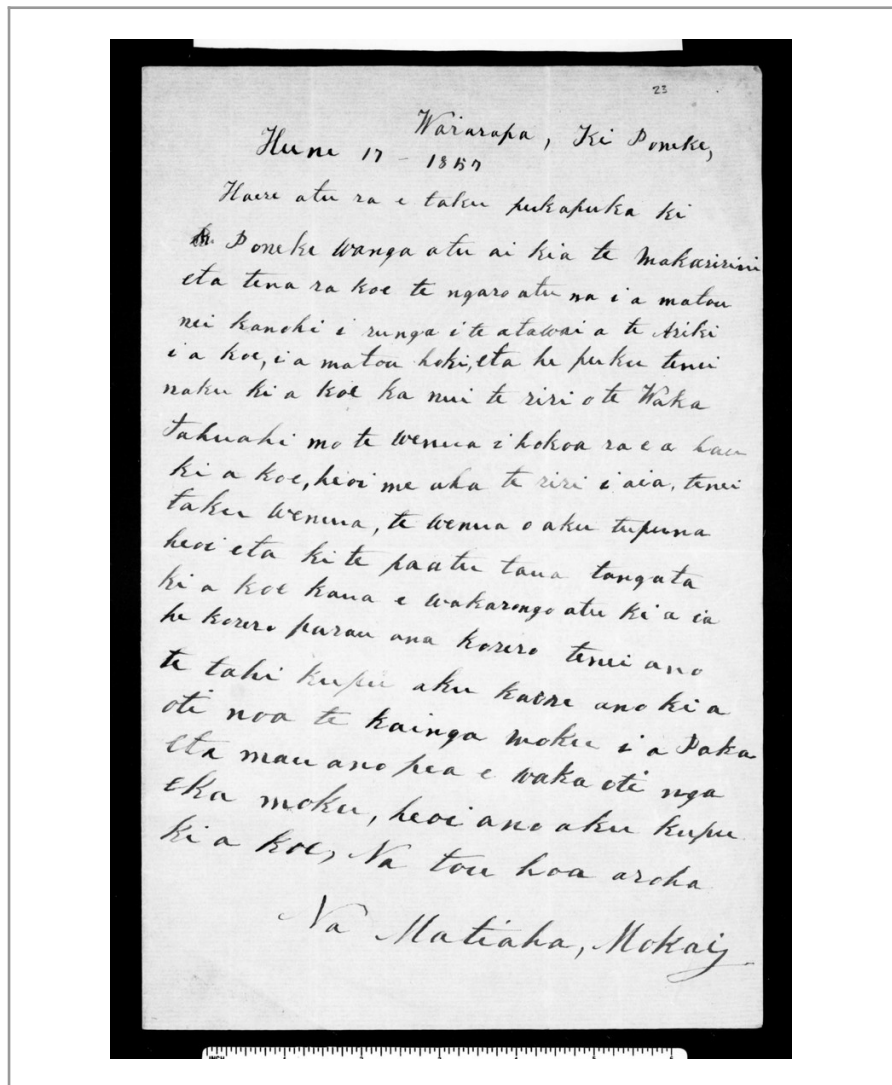 23
Wairarapa, Ki Poneke,
Hune 17 - 1857
Haere atu ra e taku pukapuka ki
Poneke wanga atu ai kia te Makaririni
eta tena ra koe te ngaro atu na i a matou
nei kanohi i runga i te atawai a te Ariki
i a koe, i a matou hoki, eta he puku tenei
naku ki a koe ka nui te riri o te Waka
tahuahi mo te wenua i hokoa ra e a hau
ki a koe, heoi me aha te riri i aia, tenei
taku wenua, te wenua o aku tupuna
heoi eta ki te paatu taua tangata
ki a koe kaua e wakarongo atu ki a ia
he korero parau ana korero tenei ano
te tahi kupu aku kaore ano ki a
oti noa te kainga moku i a Paka
eta mau ano pea e waka oti nga
eka moku, heoi ano aku kupu
ki a koe, Na tou hoa aroha
Na Matiaha, Mokai